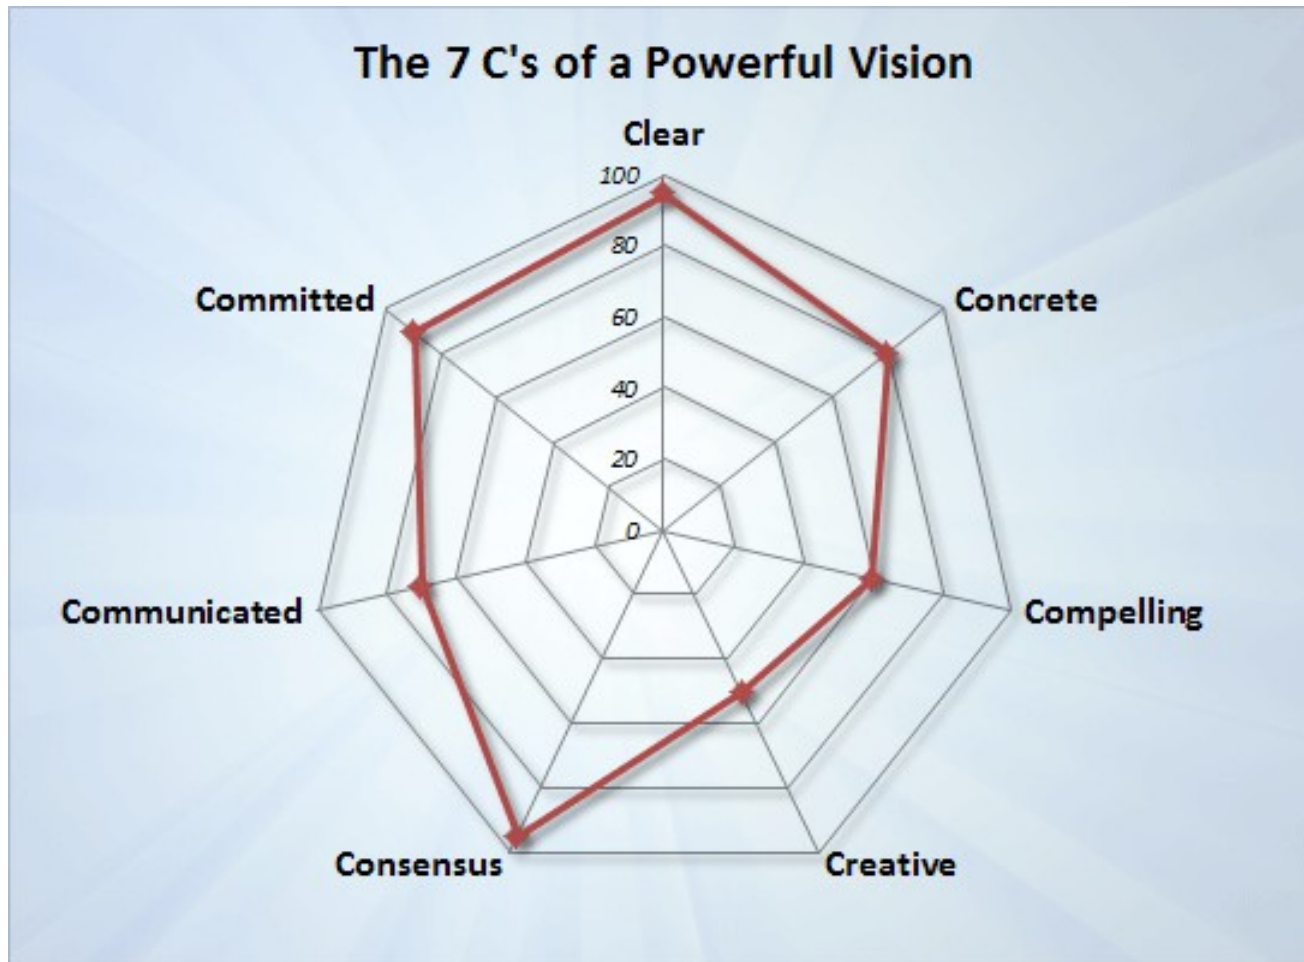 The 7 C's of a Powerful Vision
Clear
100
80
60
40
20
0
Committed
Concrete
Communicated
Compelling
Consensus
Creative